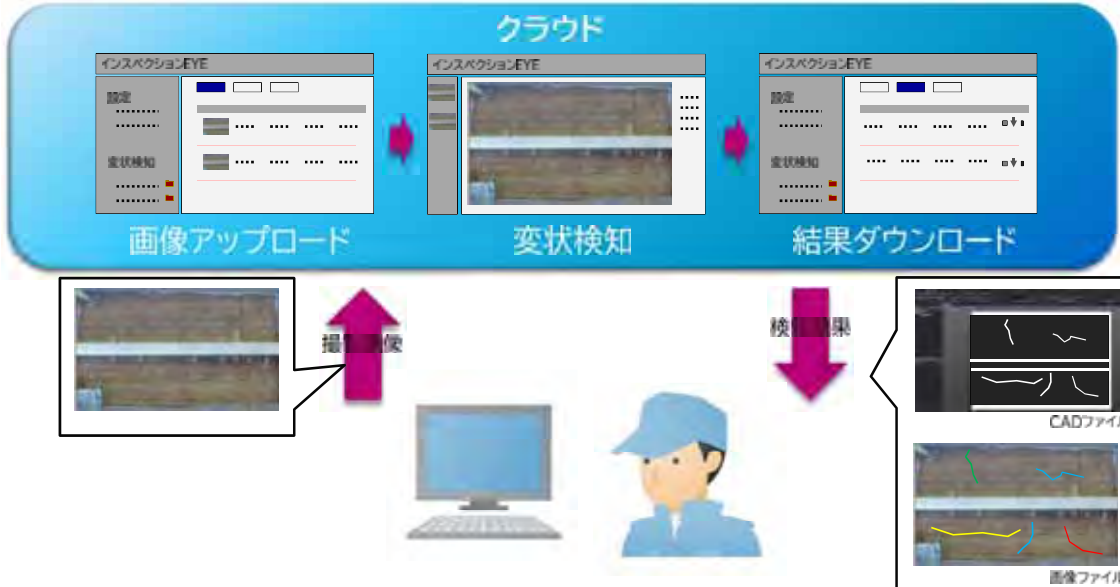 クラウド
インスペクションEYE
設定
変状検知
インスペクションEYE
インスペクションEYE
設定
変状検知
画像アップロード
変状検知
結果ダウンロード
CADファイル
画像ファイル